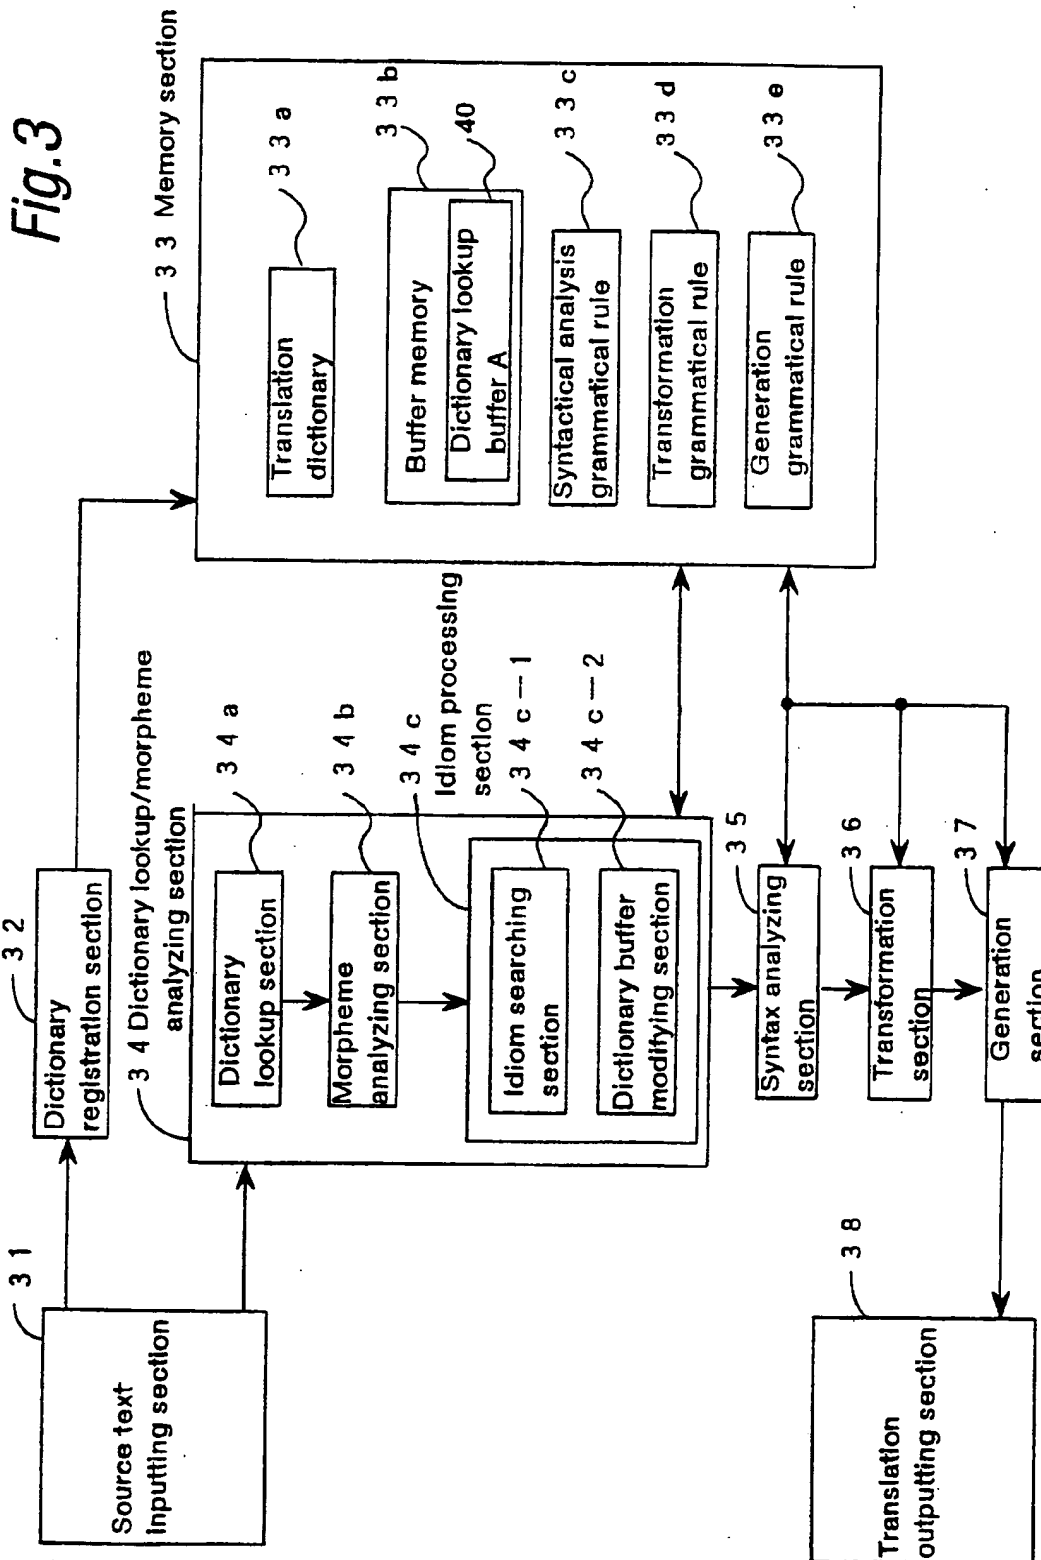 Fig.3
31
Source text
inputting section
32
Dictionary
registration section
33 Memory section
33a
Translation
dictionary
33b
Buffer memory
40
Dictionary lookup
buffer A
33c
Syntactical analysis
grammatical rule
33d
Transformation
grammatical rule
33e
Generation
grammatical rule
34 Dictionary lookup/morpheme
analyzing section
34a
Dictionary
lookup section
34b
Morpheme
analyzing section
34c
Idiom processing
section
34c—1
Idiom searching
section
34c—2
Dictionary buffer
modifying section
35
Syntax analyzing
section
36
Transformation
section
37
Generation
section
38
Translation
outputting section